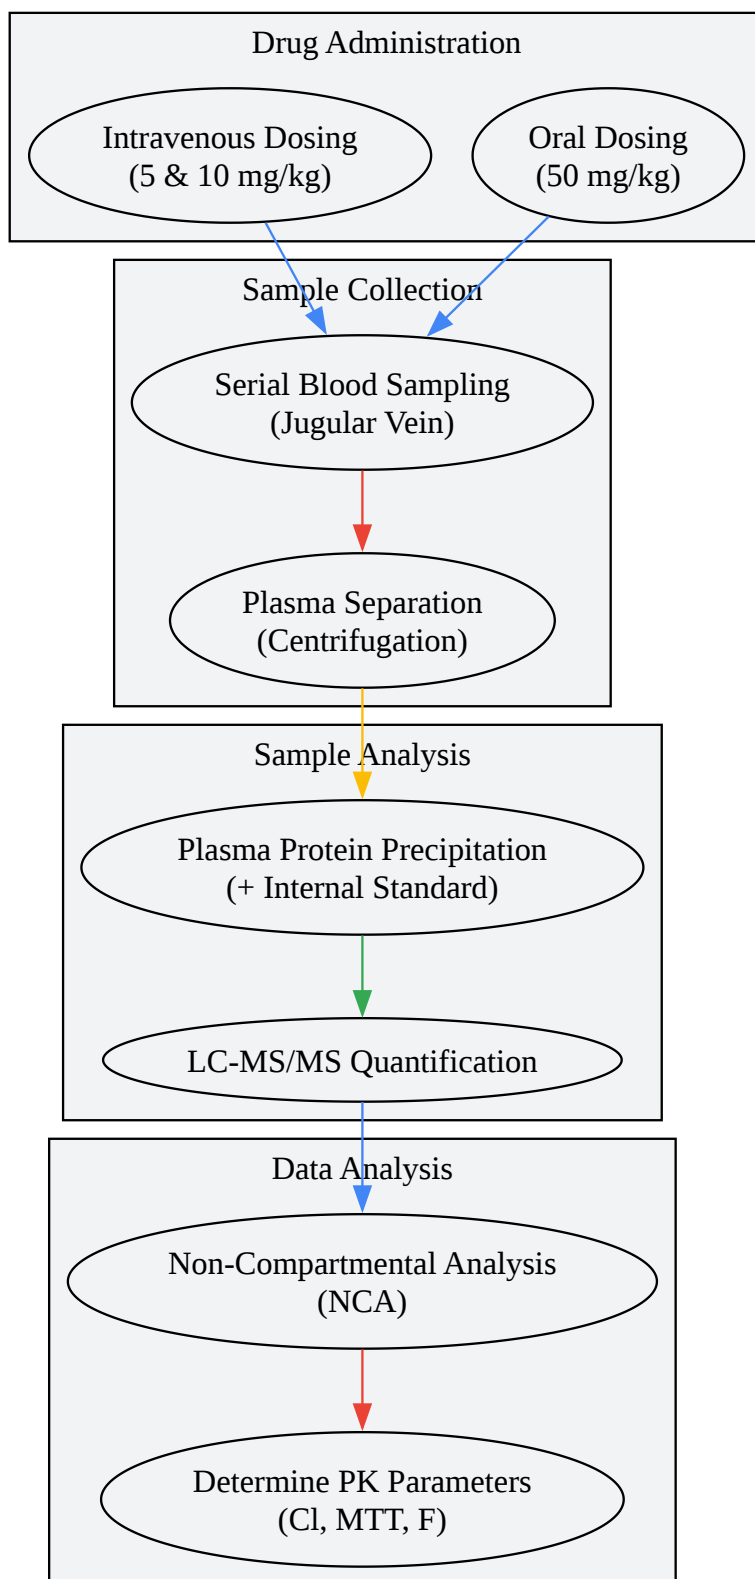 Drug Administration
Intravenous Dosing
(5 & 10 mg/kg)
Oral Dosing
(50 mg/kg)
Sample Collection
Serial Blood Sampling
(Jugular Vein)
Plasma Separation
(Centrifugation)
Sample Analysis
Plasma Protein Precipitation
(+ Internal Standard)
LC-MS/MS Quantification
Data Analysis
Non-Compartmental Analysis
(NCA)
Determine PK Parameters
(Cl, MTT, F)